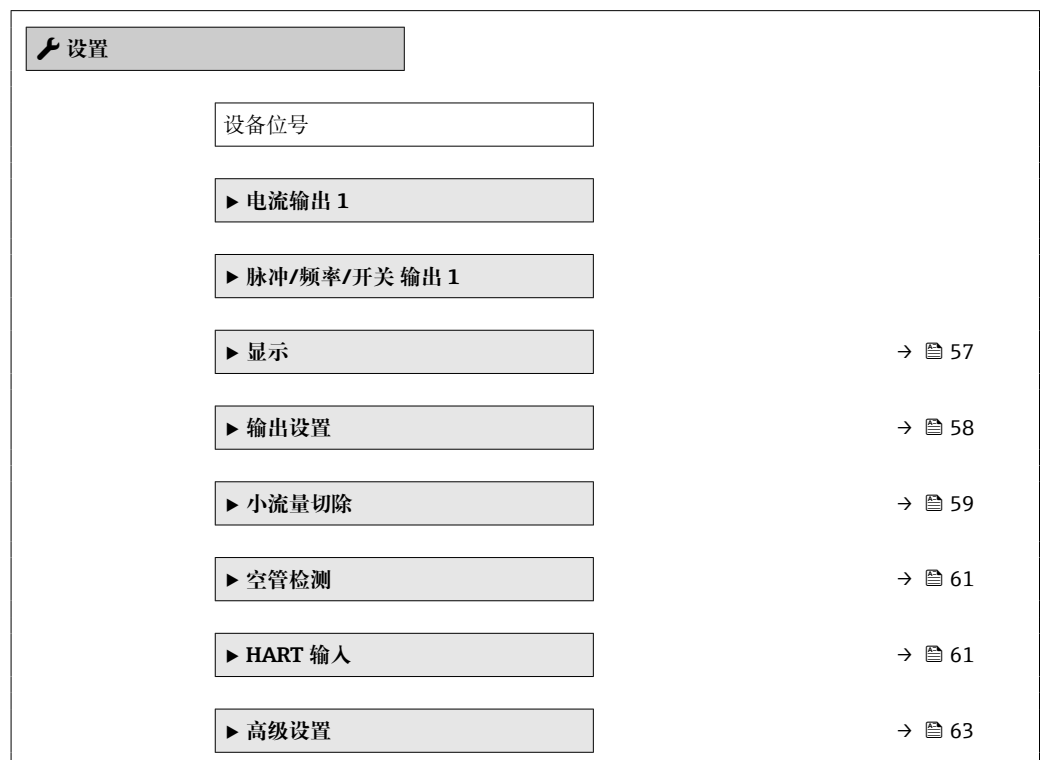 设置
设备位号
▶ 电流输出 1
▶ 脉冲/频率/开关 输出 1
▶ 显示 → 57
▶ 输出设置 → 58
▶ 小流量切除 → 59
▶ 空管检测 → 61
▶ HART 输入 → 61
▶ 高级设置 → 63